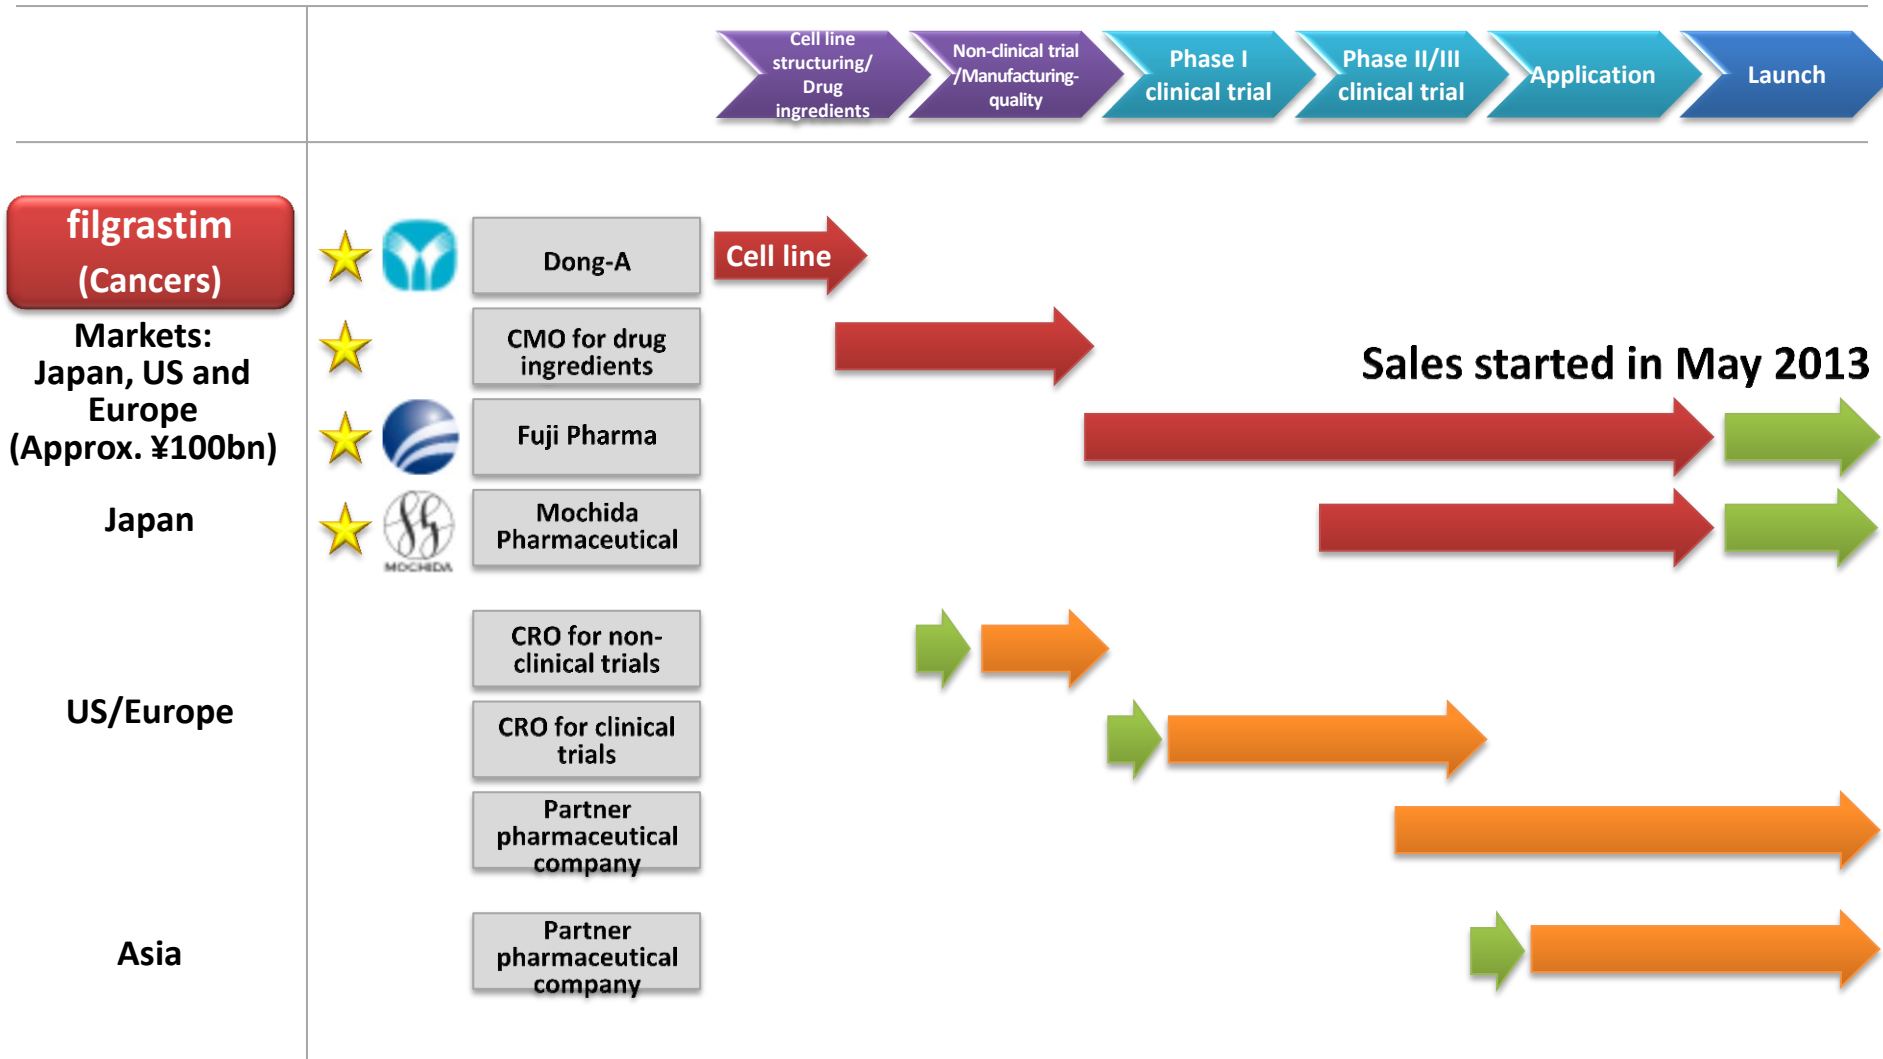 Cell line
structuring/
Drug
ingredients
Non-clinical trial
/Manufacturing-
quality
Phase I
clinical trial
Phase II/III
clinical trial
Application
Launch
filgrastim
(Cancers)
Dong-A
Cell line
Markets:
Japan, US and
Europe
(Approx. ¥100bn)
CMO for drug
ingredients
Sales started in May 2013
Fuji Pharma
Japan
MOCHIDA
Mochida
Pharmaceutical
CRO for non-
clinical trials
US/Europe
CRO for clinical
trials
Partner
pharmaceutical
company
Asia
Partner
pharmaceutical
company